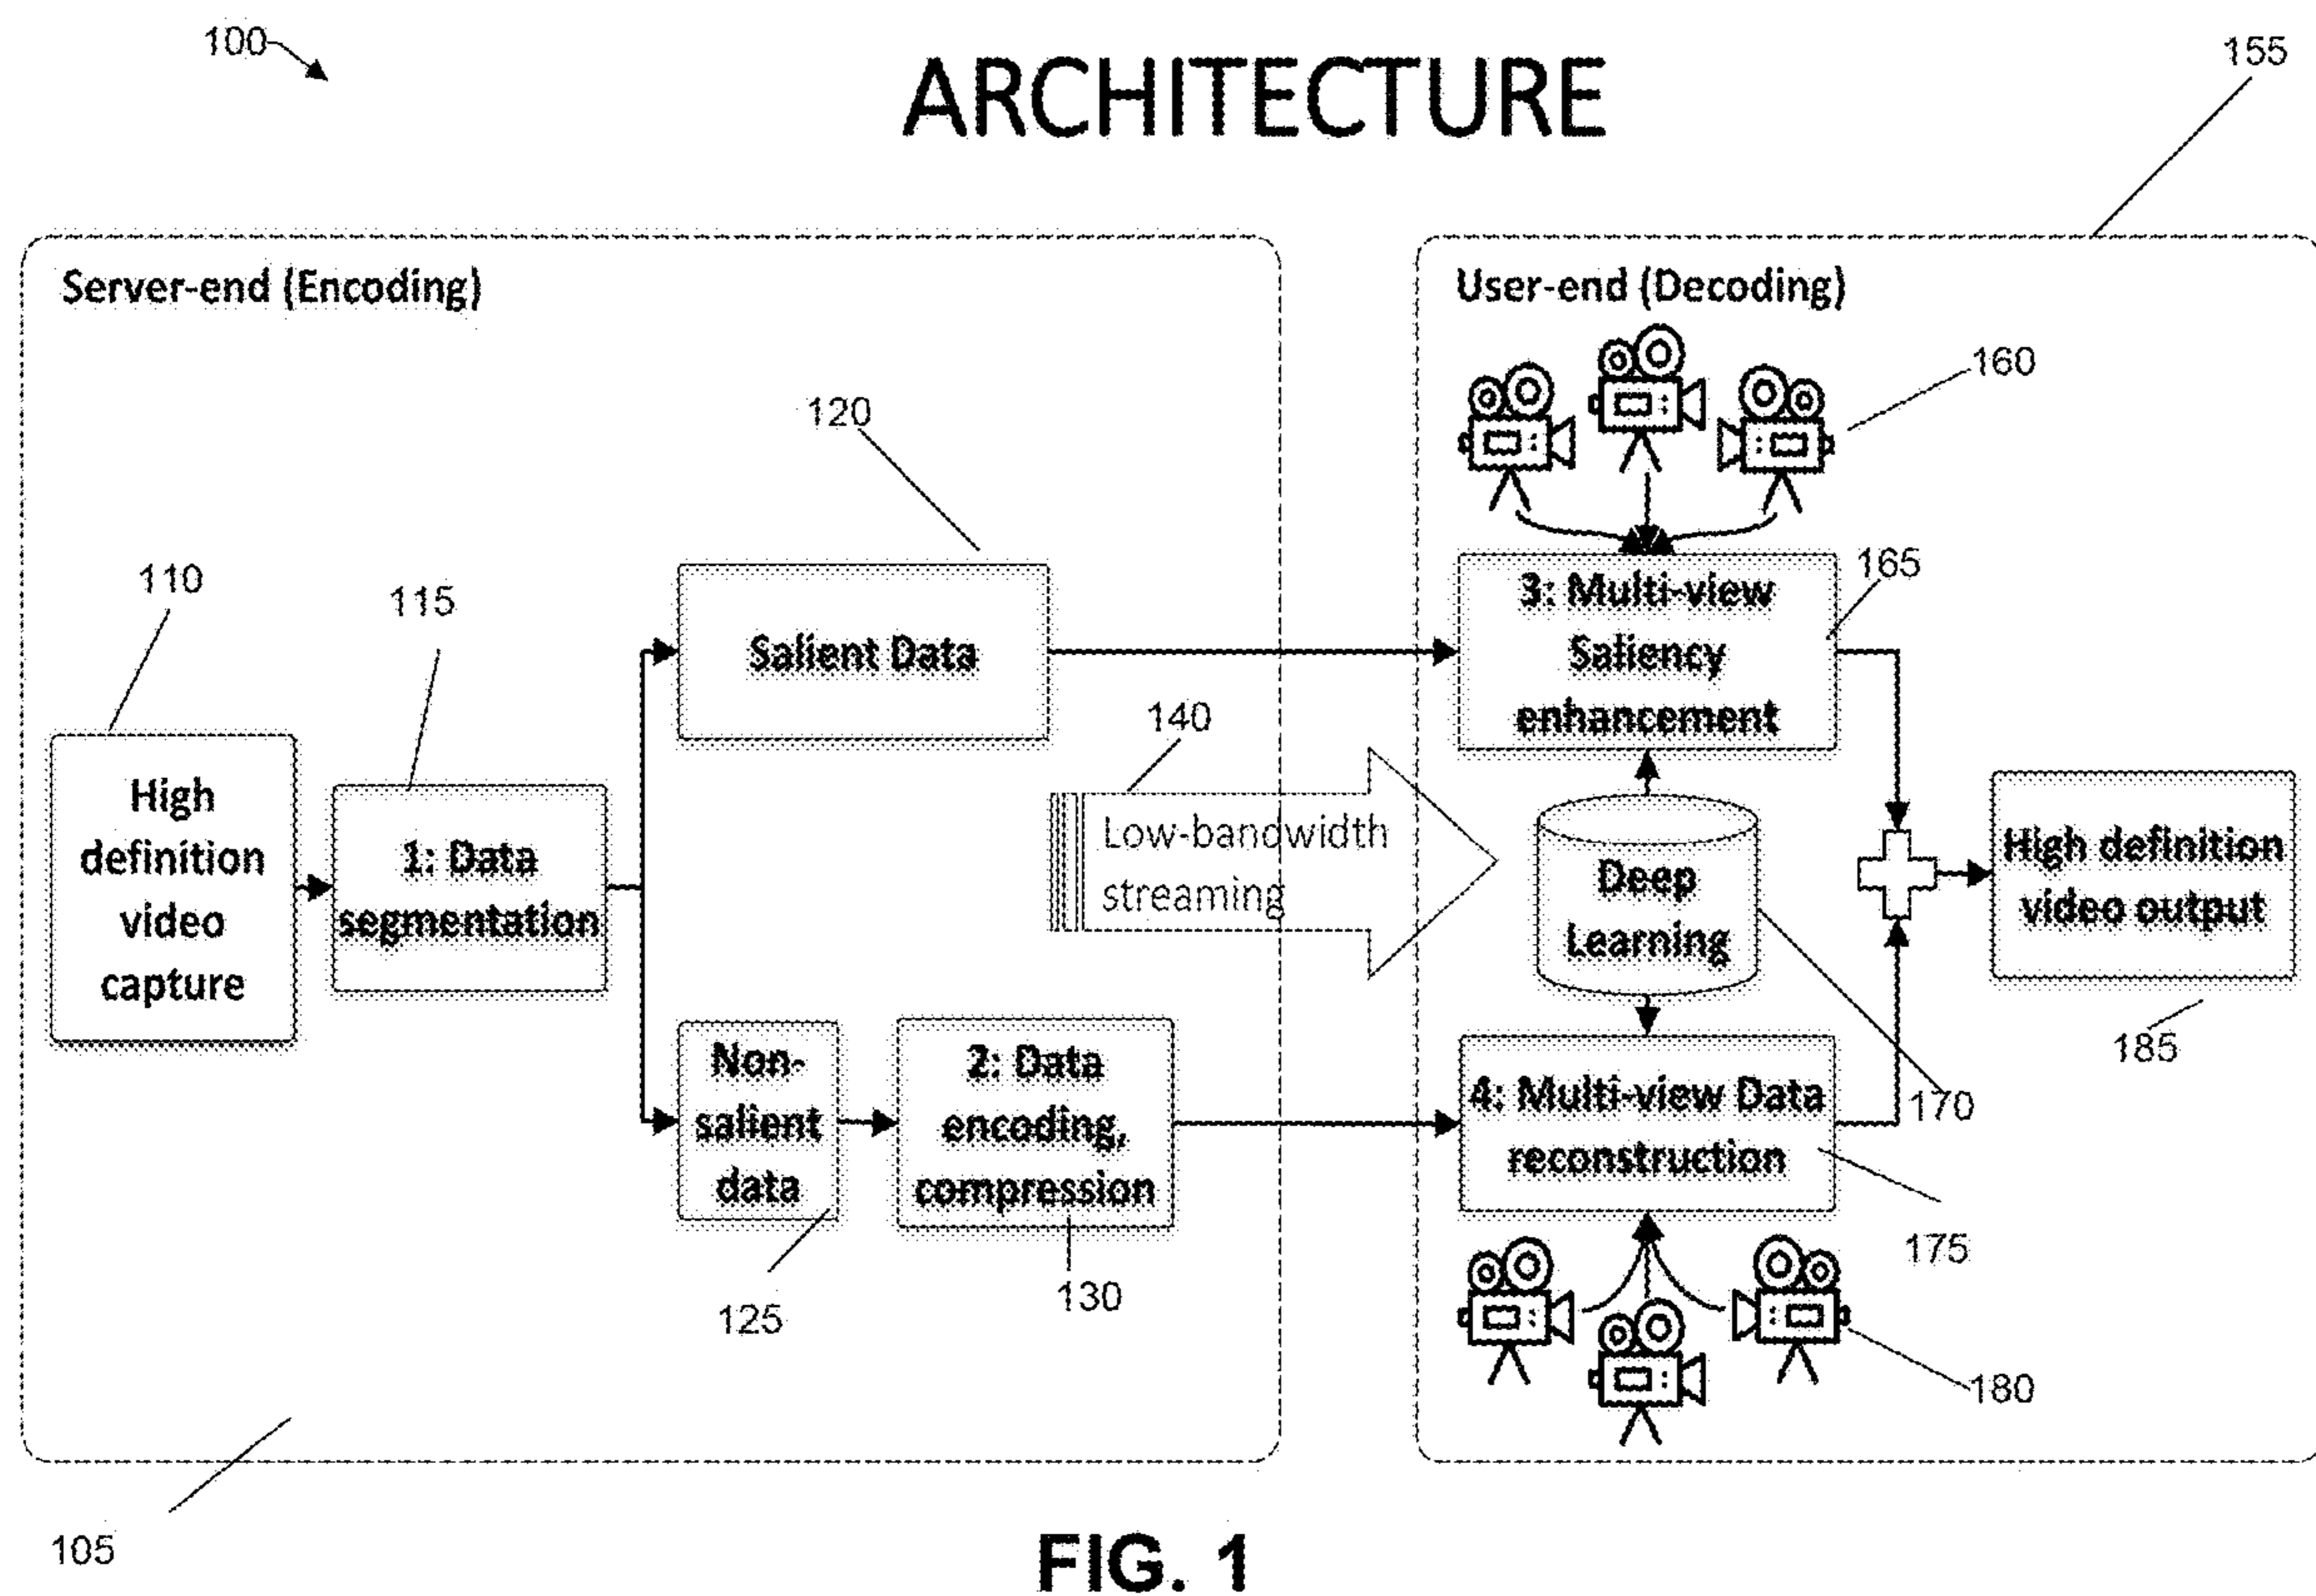 100
ARCHITECTURE
155
Server-end (Encoding)
User-end (Decoding)
160
120
110
115
165
3: Multi-view
Saliency
enhancement
Salient Data
140
High
definition
video
capture
1: Data
segmentation
Low-bandwidth
streaming
Deep
Learning
High definition
video output
185
Non-
salient
data
2: Data
encoding,
compression
4: Multi-view Data
reconstruction
170
175
125
130
180
105
FIG. 1